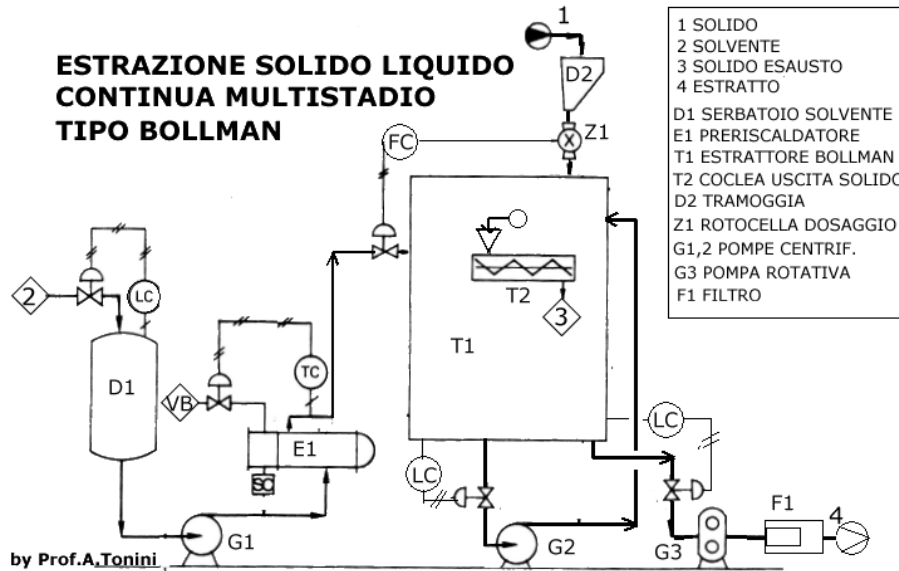 ESTRAZIONE SOLIDO LIQUIDO
CONTINUA MULTISTADIO
TIPO BOLLMAN
1
D2
Z1
FC
1 SOLIDO
2 SOLVENTE
3 SOLIDO ESAUSTO
4 ESTRATTO
D1 SERBATOIO SOLVENTE
E1 PRERISCALDATORE
T1 ESTRATTORE BOLLMAN
T2 COCLEA USCITA SOLIDO
D2 TRAMOGGIA
Z1 ROTOCELLA DOSAGGIO
G1,2 POMPE CENTRIF.
G3 POMPA ROTATIVA
F1 FILTRO
2
LC
D1
VB
TC
E1
SC
G1
T2
3
T1
LC
LC
G2
G3
F1
4
by Prof.A.Tonini